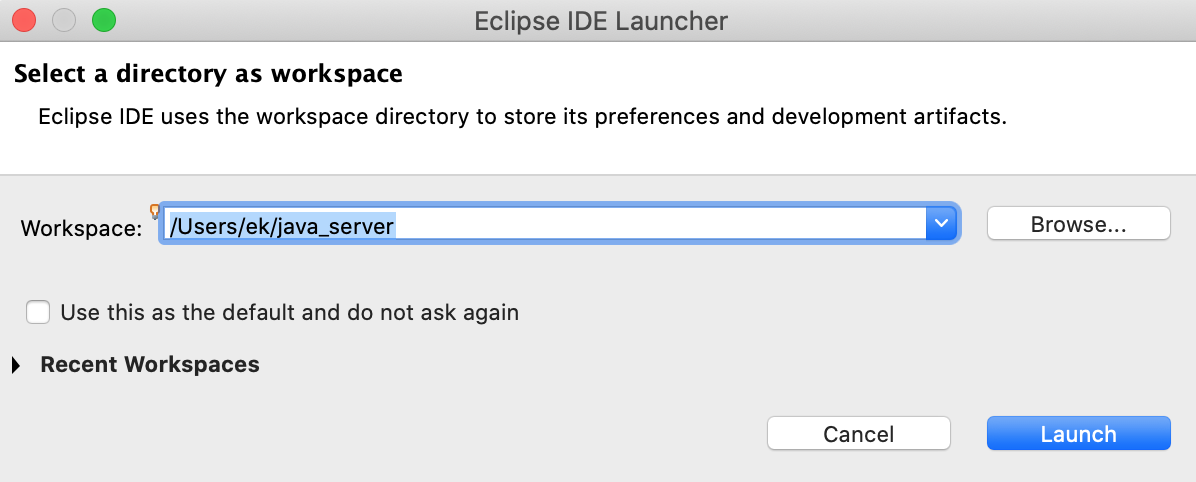 Eclipse IDE Launcher
Select a directory as workspace
Eclipse IDE uses the workspace directory to store its preferences and development artifacts.
Workspace: /Users/ek/java_server Browse...
Use this as the default and do not ask again
Recent Workspaces
Cancel Launch